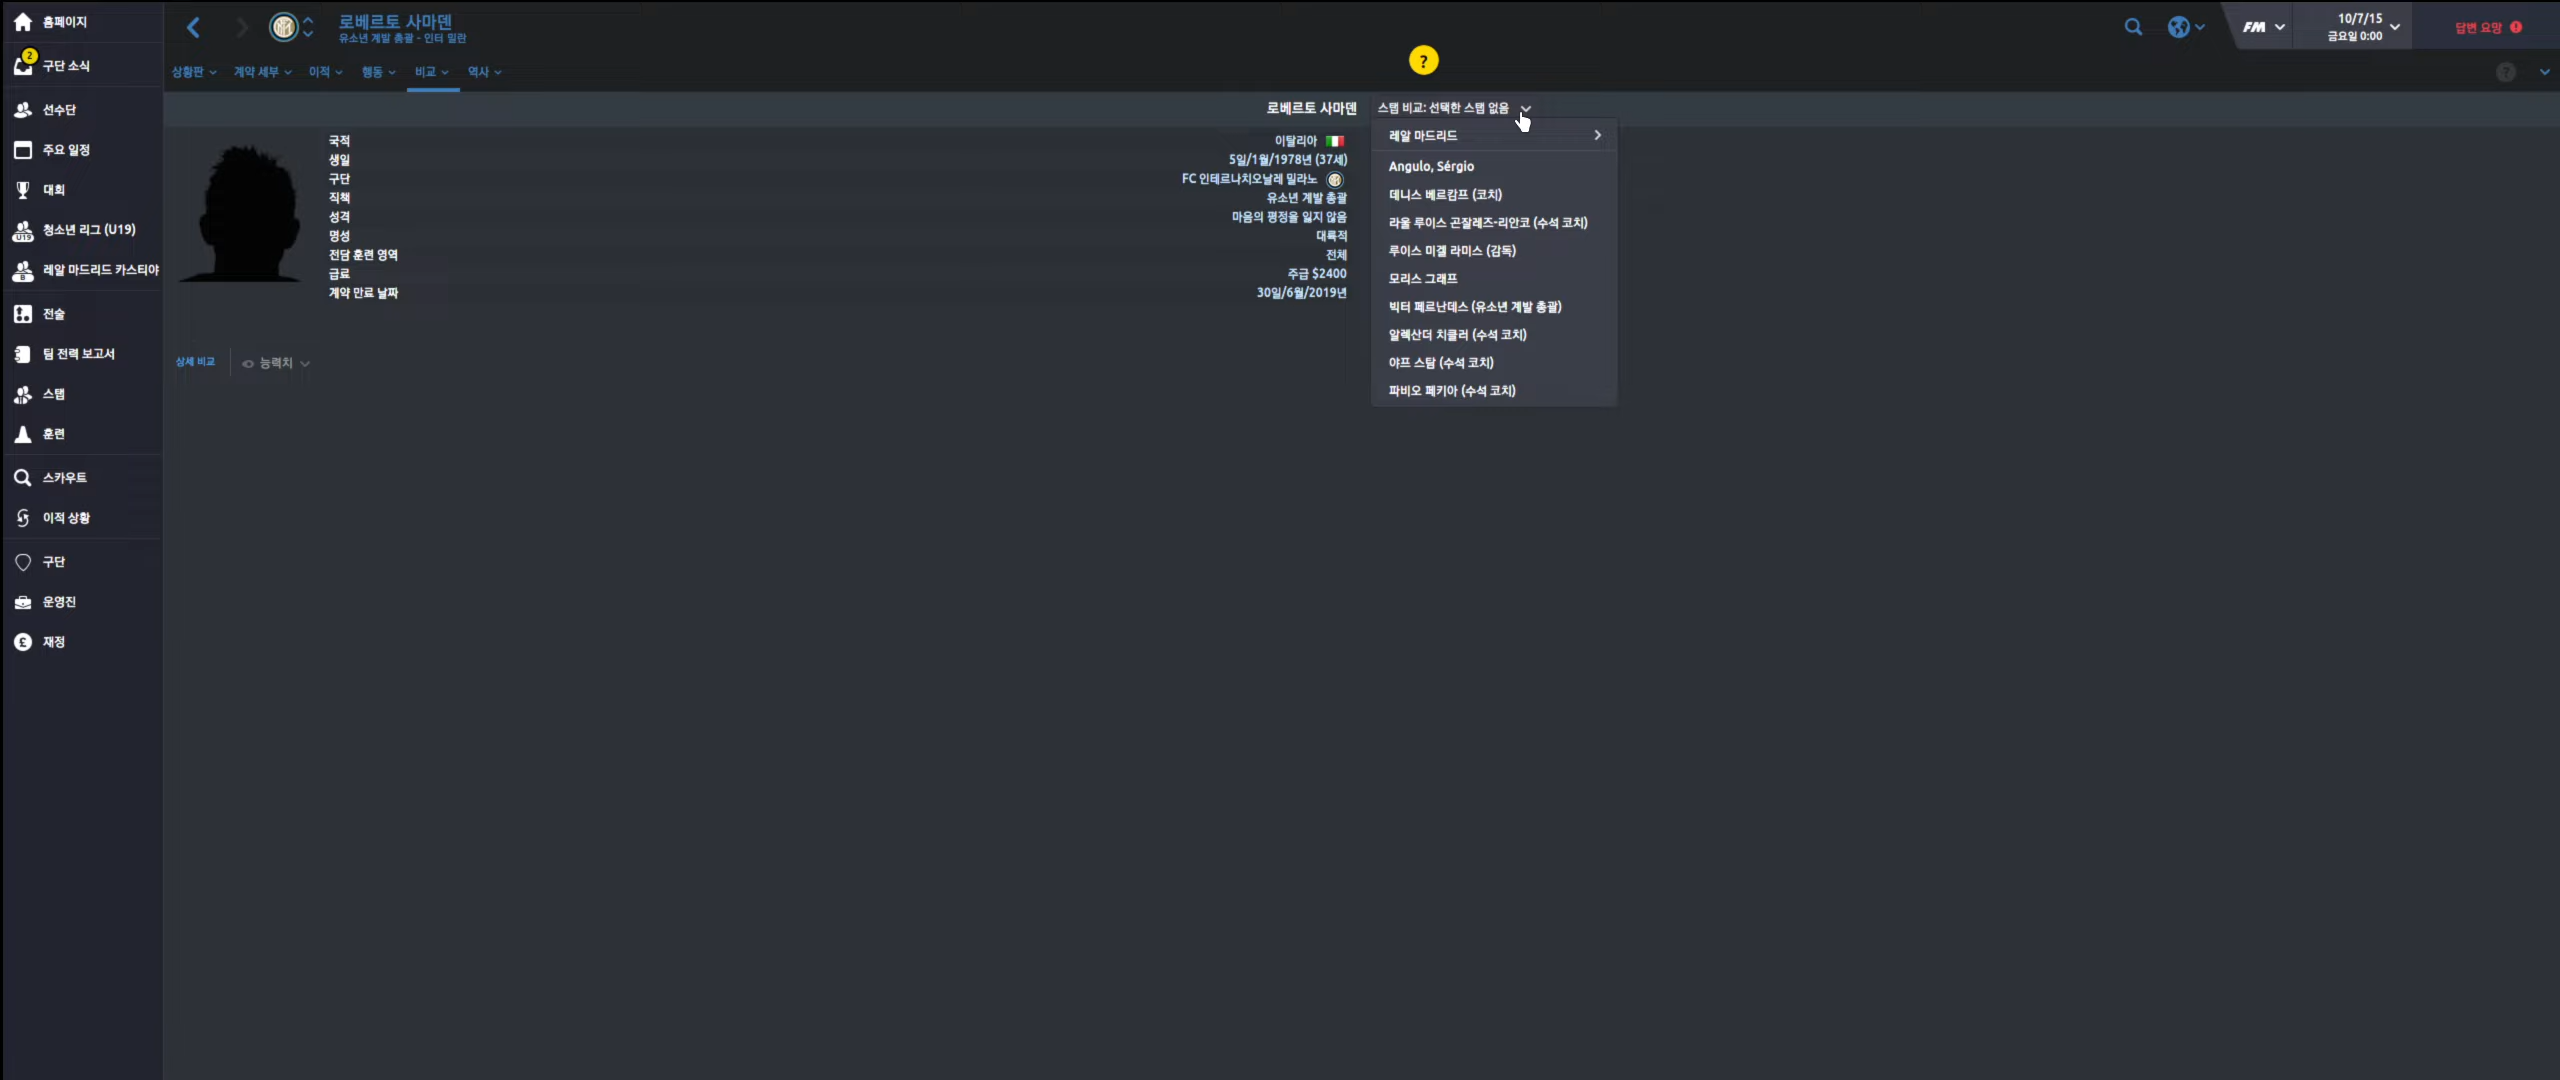 홈페이지
2
구단 소식
선수단
주요 일정
대회
청소년 리그 (U19)
레알 마드리드 카스티야
전술
팀 전력 보고서
스탭
훈련
스카우트
이적 상황
구단
운영진
재정
로베르토 사마덴
유소년 계발 총괄 - 인터 밀란
FM
10/7/15
금요일 0:00
답변 요망
상황판
계약 세부
이적
행동
비교
역사
?
?
로베르토 사마덴
스탭 비교: 선택한 스탭 없음
국적
이탈리아
생일
5일/1월/1978년 (37세)
구단
FC 인테르나치오날레 밀라노
직책
유소년 계발 총괄
성격
마음의 평정을 잃지 않음
명성
대륙적
전담 훈련 영역
전체
급료
주급 $2400
계약 만료 날짜
30일/6월/2019년
상세 비교
능력치
레알 마드리드
Angulo, Sérgio
데니스 베르캄프 (코치)
라울 루이스 곤잘레즈-리안코 (수석 코치)
루이스 미겔 라미스 (감독)
모리스 그래프
빅터 페르난데스 (유소년 계발 총괄)
알렉산더 치클러 (수석 코치)
야프 스탐 (수석 코치)
파비오 페키아 (수석 코치)